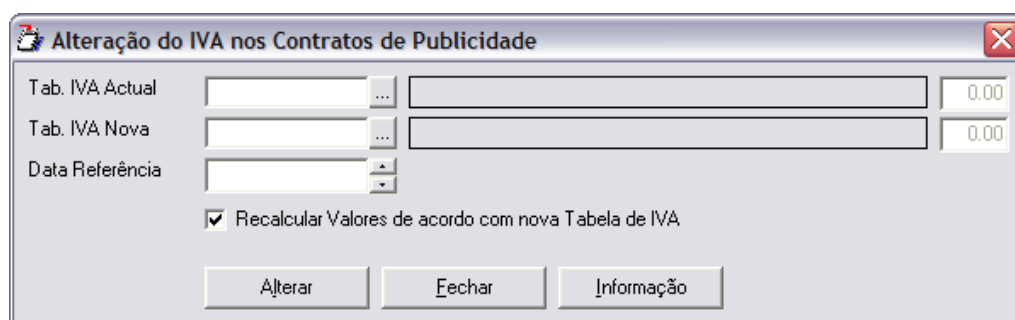 Alteração do IVA nos Contratos de Publicidade
Tab. IVA Actual ... 0.00
Tab. IVA Nova ... 0.00
Data Referência
Recalcular Valores de acordo com nova Tabela de IVA
Alterar Fechar Informação